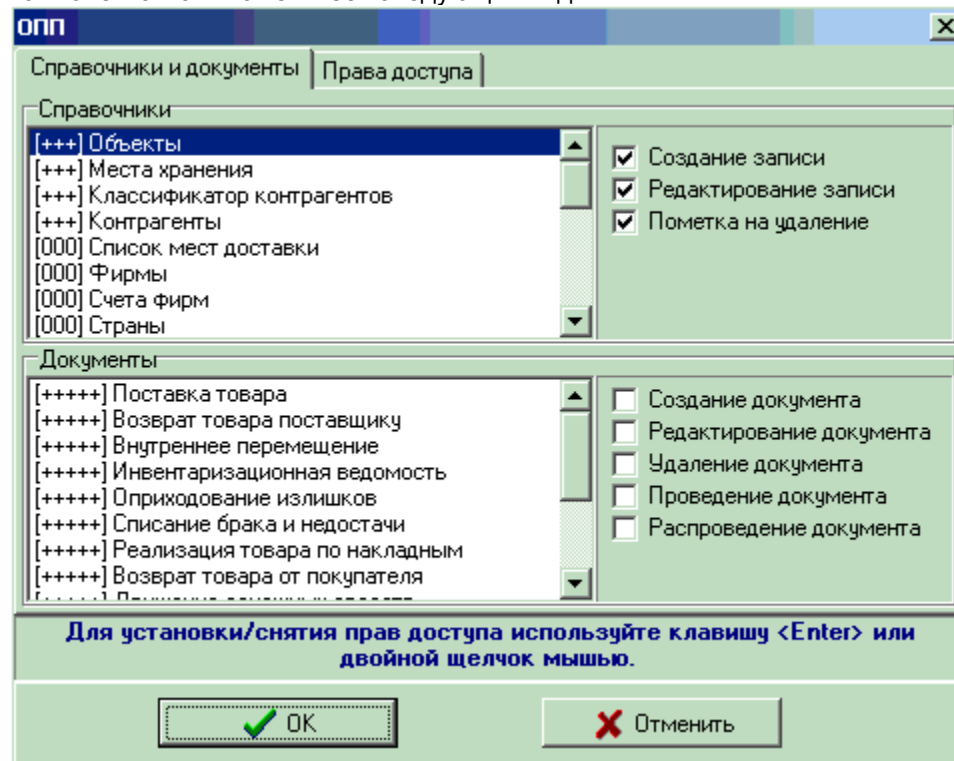 ОПП
Справочники и документы
Права доступа
Справочники
[+++] Объекты
[+++] Места хранения
[+++] Классификатор контрагентов
[+++] Контрагенты
[000] Список мест доставки
[000] Фирмы
[000] Счета фирм
[000] Страны
Создание записи
Редактирование записи
Пометка на удаление
Документы
[+++++] Поставка товара
[+++++] Возврат товара поставщику
[+++++] Внутреннее перемещение
[+++++] Инвентаризационная ведомость
[+++++] Оприходование излишков
[+++++] Списание брака и недостачи
[+++++] Реализация товара по накладным
[+++++] Возврат товара от покупателя
Создание документа
Редактирование документа
Удаление документа
Проведение документа
Распроведение документа
Для установки/снятия прав доступа используйте клавишу <Enter> или
двойной щелчок мышью.
OK
Отменить